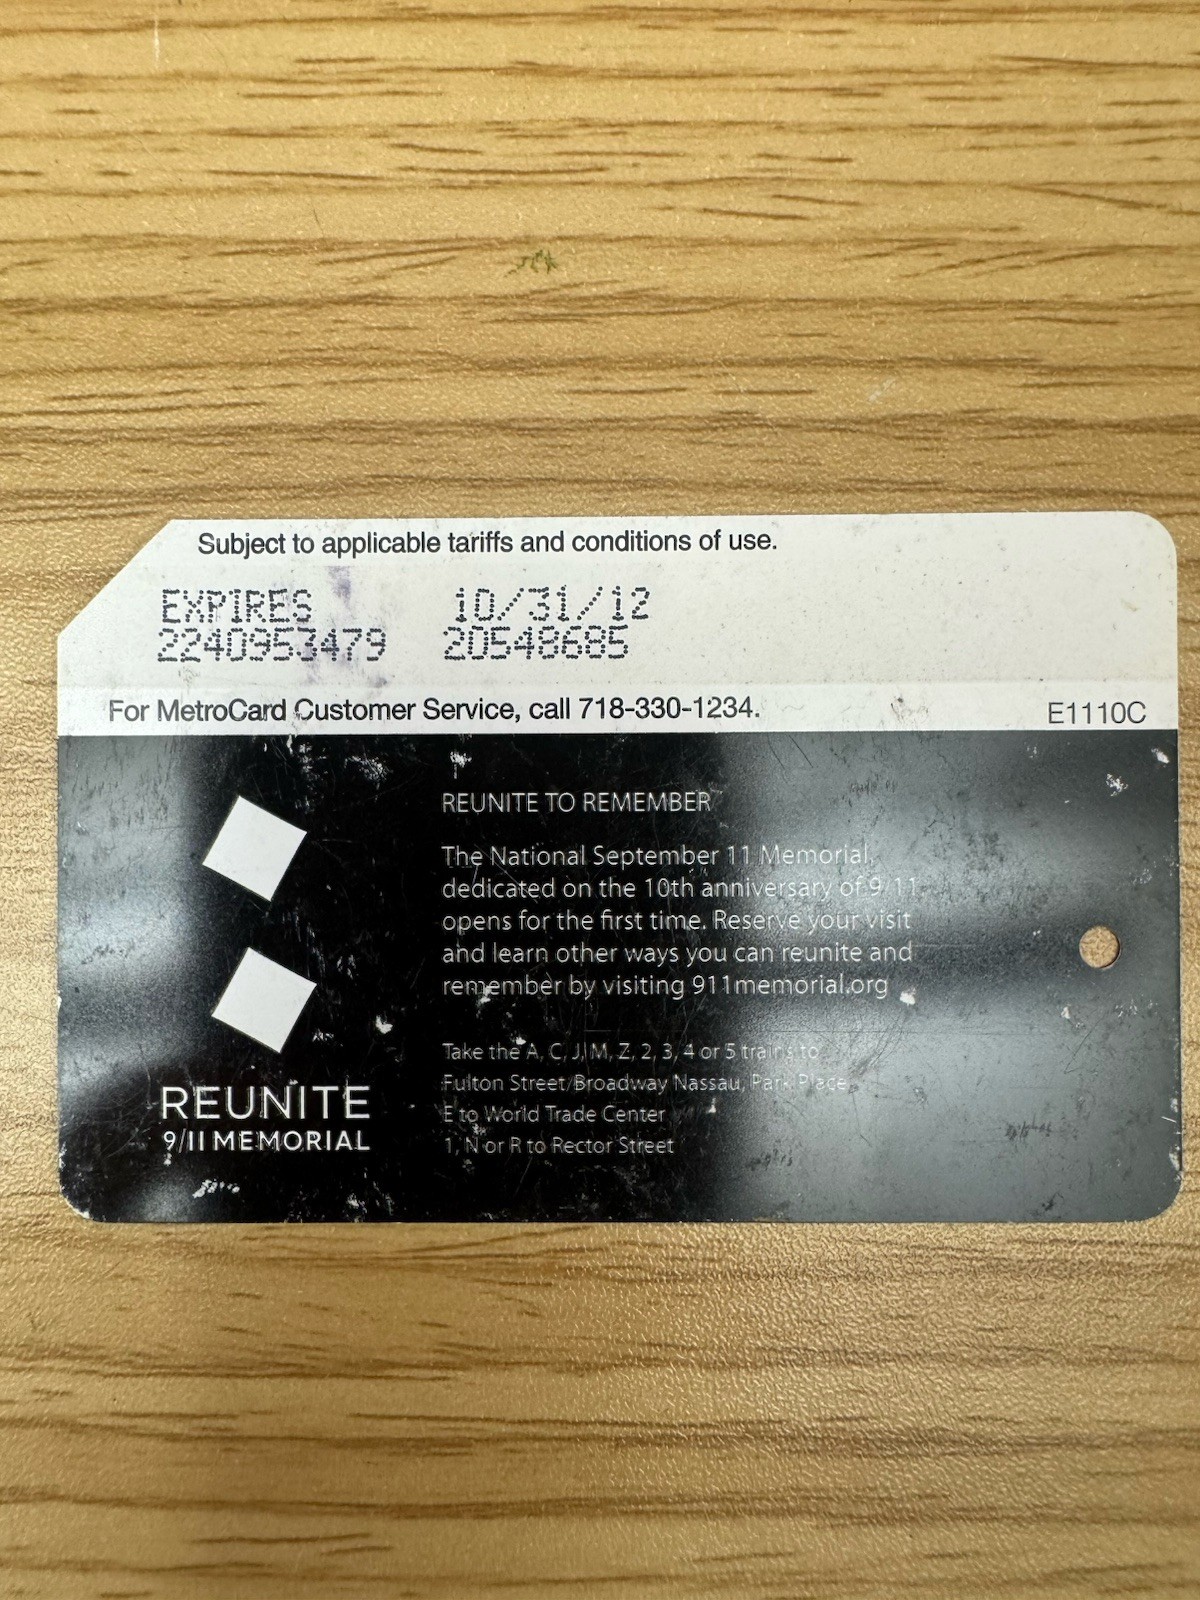 Subject to applicable tariffs and conditions of use.
EXPIRES 10/31/12
2240953479 20548685
For MetroCard Customer Service, call 718-330-1234.
E1110C
REUNITE TO REMEMBER
The National September 11 Memorial,
dedicated on the 10th anniversary of 9/11,
opens for the first time. Reserve your visit
and learn other ways you can reunite and
remember by visiting 911memorial.org
Take the A, C, J, M, Z, 2, 3, 4 or 5 trains to
Fulton Street/Broadway Nassau, Park Place
E to World Trade Center
1, N or R to Rector Street
REUNITE
9/11 MEMORIAL